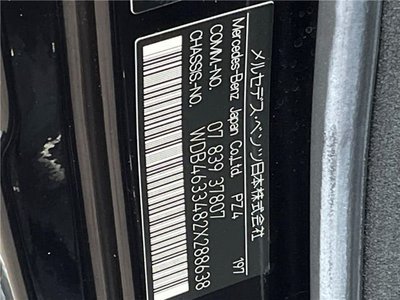 メルセデス・ベンツ日本株式会社
Mercedes-Benz Japan Co.,Ltd. PZ4 197
COMM.-NO. 07 839 37807
CHASSIS.-NO. WDB4633482X288638